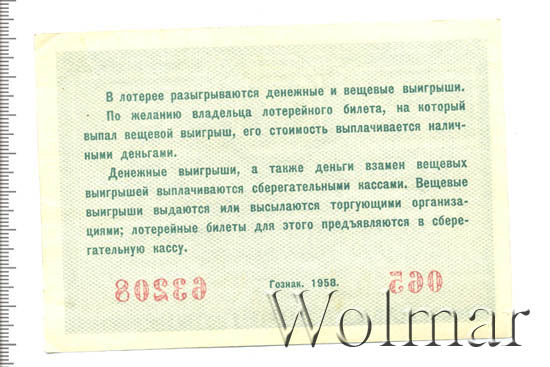 В лотерее разыгрываются денежные и вещевые выигрыши.
По желанию владельца лотерейного билета, на который
выпал вещевой выигрыш, его стоимость выплачивается налич-
ными деньгами.
Денежные выигрыши, а также деньги взамен вещевых
выигрышей выплачиваются сберегательными кассами. Вещевые
выигрыши выдаются или высылаются торгующими организа-
циями; лотерейные билеты для этого предъявляются в сбере-
гательную кассу.
63208 Гознак. 1958. 065
Wolmar